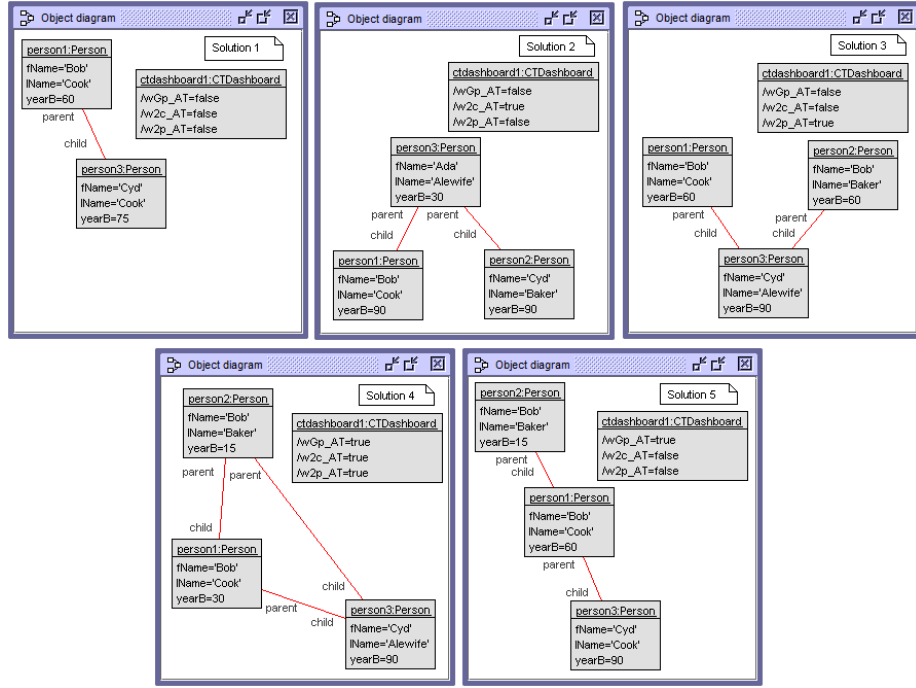 Object diagram
Solution 1
person1:Person
fName='Bob'
lName='Cook'
yearB=60
ctdashboard1:CTDashboard
/wGp_AT=false
/w2c_AT=false
/w2p_AT=false
parent
child
person3:Person
fName='Cyd'
lName='Cook'
yearB=75
Object diagram
Solution 2
ctdashboard1:CTDashboard
/wGp_AT=false
/w2c_AT=true
/w2p_AT=false
person3:Person
fName='Ada'
lName='Alewife'
yearB=30
parent parent
child child
person1:Person
fName='Bob'
lName='Cook'
yearB=90
person2:Person
fName='Cyd'
lName='Baker'
yearB=90
Object diagram
Solution 3
ctdashboard1:CTDashboard
/wGp_AT=false
/w2c_AT=false
/w2p_AT=true
person1:Person
fName='Bob'
lName='Cook'
yearB=60
person2:Person
fName='Bob'
lName='Baker'
yearB=60
parent parent
child child
person3:Person
fName='Cyd'
lName='Alewife'
yearB=90
Object diagram
Solution 4
person2:Person
fName='Bob'
lName='Baker'
yearB=15
ctdashboard1:CTDashboard
/wGp_AT=true
/w2c_AT=true
/w2p_AT=true
parent parent
child
person1:Person
fName='Bob'
lName='Cook'
yearB=30
child
parent
child
person3:Person
fName='Cyd'
lName='Alewife'
yearB=90
Object diagram
Solution 5
person2:Person
fName='Bob'
lName='Baker'
yearB=15
ctdashboard1:CTDashboard
/wGp_AT=true
/w2c_AT=false
/w2p_AT=false
parent
child
person1:Person
fName='Bob'
lName='Cook'
yearB=60
parent
child
person3:Person
fName='Cyd'
lName='Cook'
yearB=90